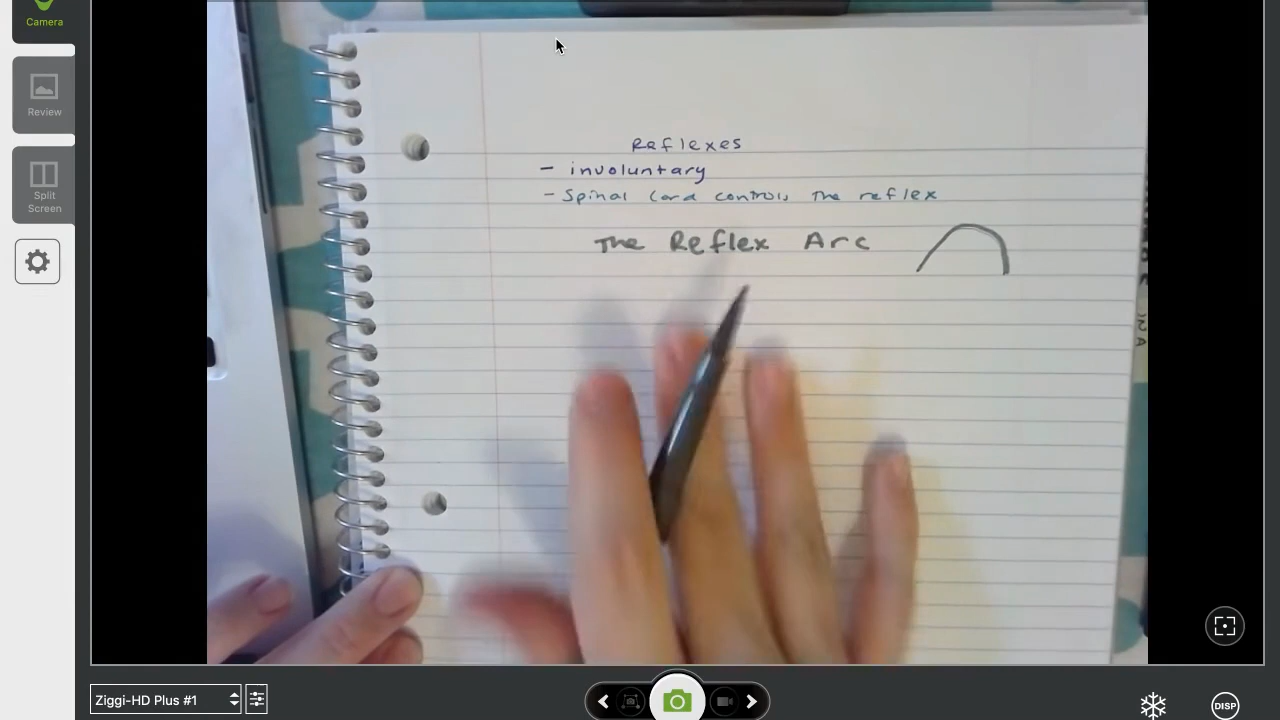 Camera
Review
Split
Screen
Reflexes
- involuntary
- Spinal Cord controls the reflex
The Reflex Arc
Ziggi-HD Plus #1
DISP